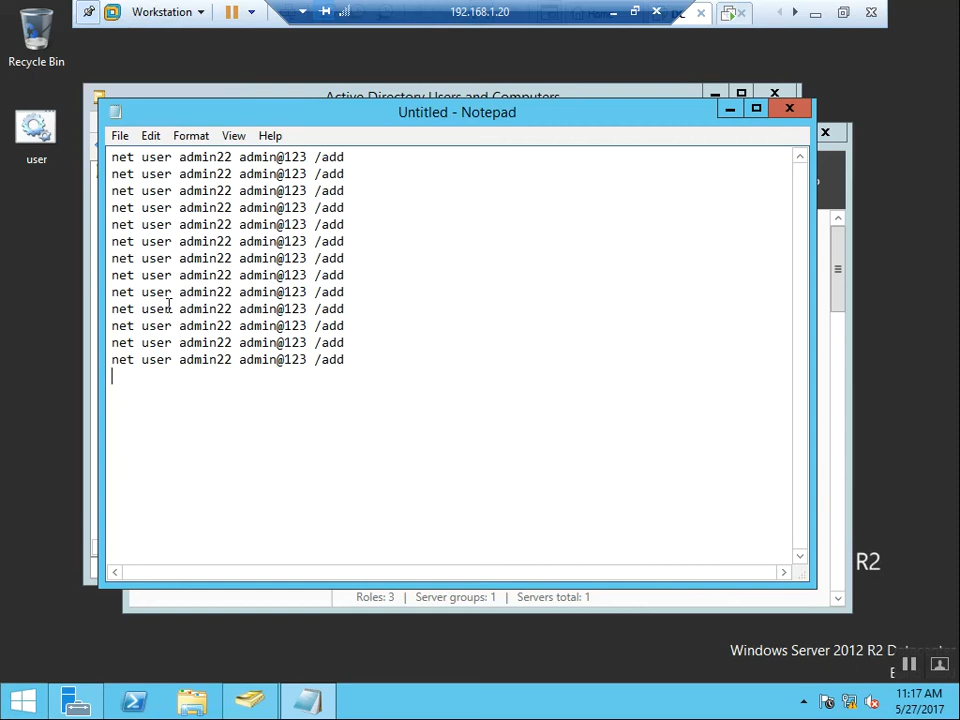 Recycle Bin
user
Workstation
192.168.1.20
Active Directory Users and Computers
Untitled - Notepad
File Edit Format View Help
net user admin22 admin@123 /add
net user admin22 admin@123 /add
net user admin22 admin@123 /add
net user admin22 admin@123 /add
net user admin22 admin@123 /add
net user admin22 admin@123 /add
net user admin22 admin@123 /add
net user admin22 admin@123 /add
net user admin22 admin@123 /add
net user admin22 admin@123 /add
net user admin22 admin@123 /add
net user admin22 admin@123 /add
net user admin22 admin@123 /add
R2
Roles: 3 | Server groups: 1 | Servers total: 1
Windows Server 2012 R2
11:17 AM
5/27/2017